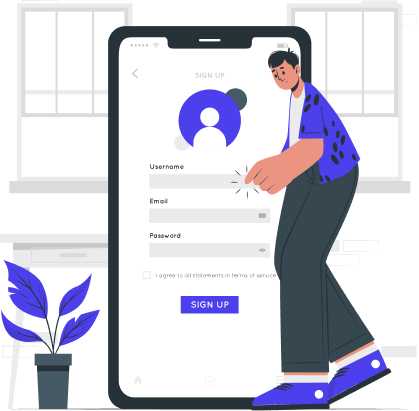 SIGN UP
Username
Email
Password
I agree to all statements in terms of service
SIGN UP